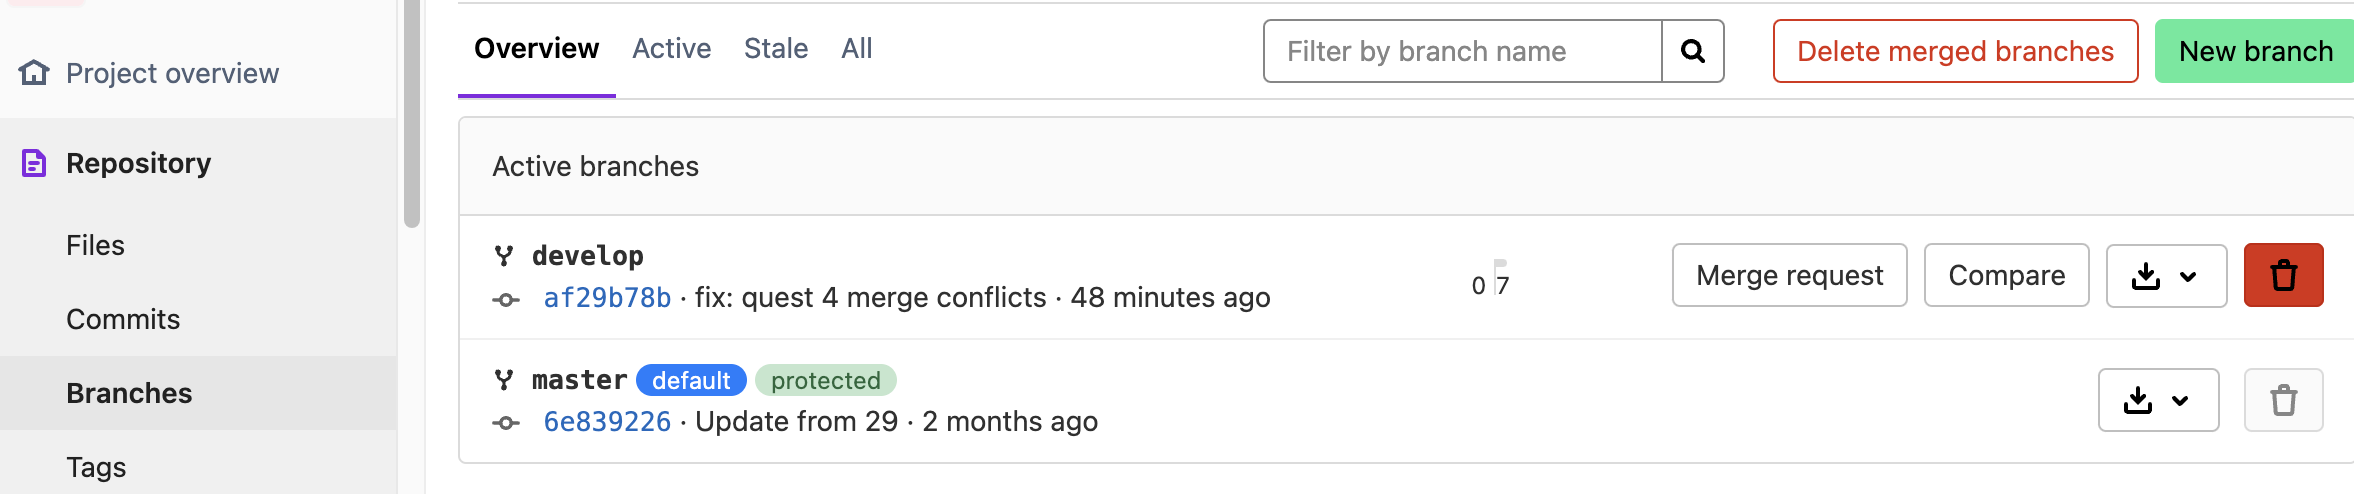 Project overview
Repository
Files
Commits
Branches
Tags
Overview Active Stale All
Filter by branch name
Delete merged branches
New branch
Active branches
develop
af29b78b · fix: quest 4 merge conflicts · 48 minutes ago
0 7
Merge request
Compare
master default protected
6e839226 · Update from 29 · 2 months ago